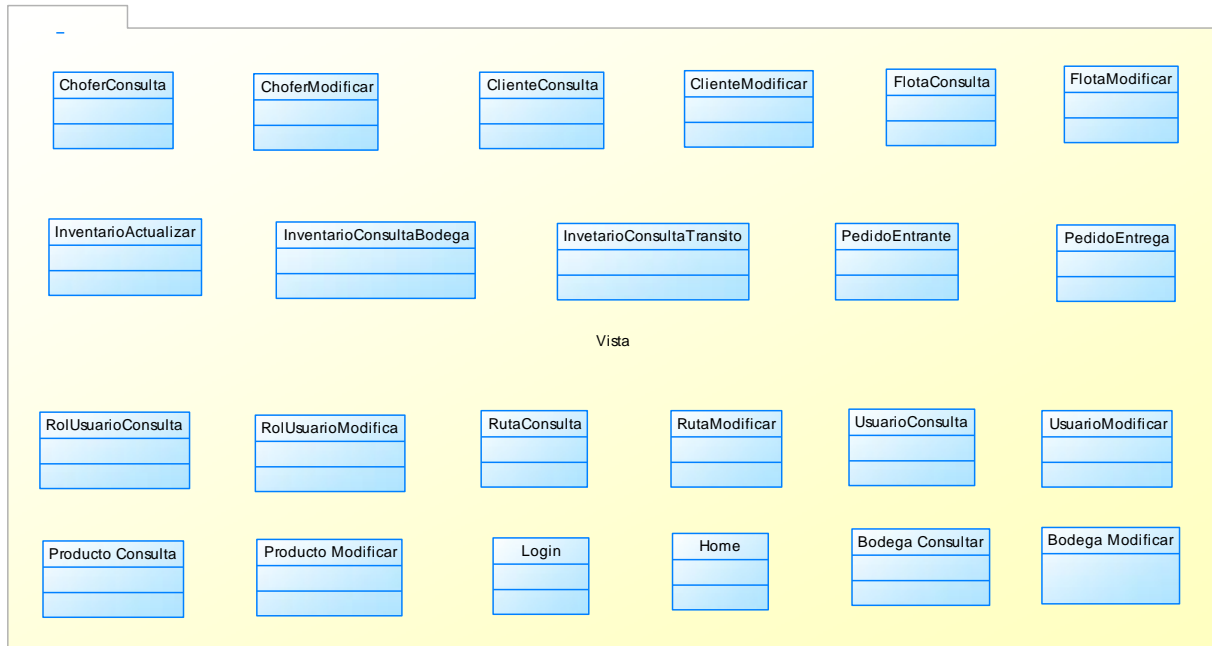 ChoferConsulta
ChoferModificar
ClienteConsulta
ClienteModificar
FlotaConsulta
FlotaModificar
InventarioActualizar
InventarioConsultaBodega
InvetarioConsultaTransito
PedidoEntrante
PedidoEntrega
Vista
RolUsuarioConsulta
RolUsuarioModifica
RutaConsulta
RutaModificar
UsuarioConsulta
UsuarioModificar
Producto Consulta
Producto Modificar
Login
Home
Bodega Consultar
Bodega Modificar